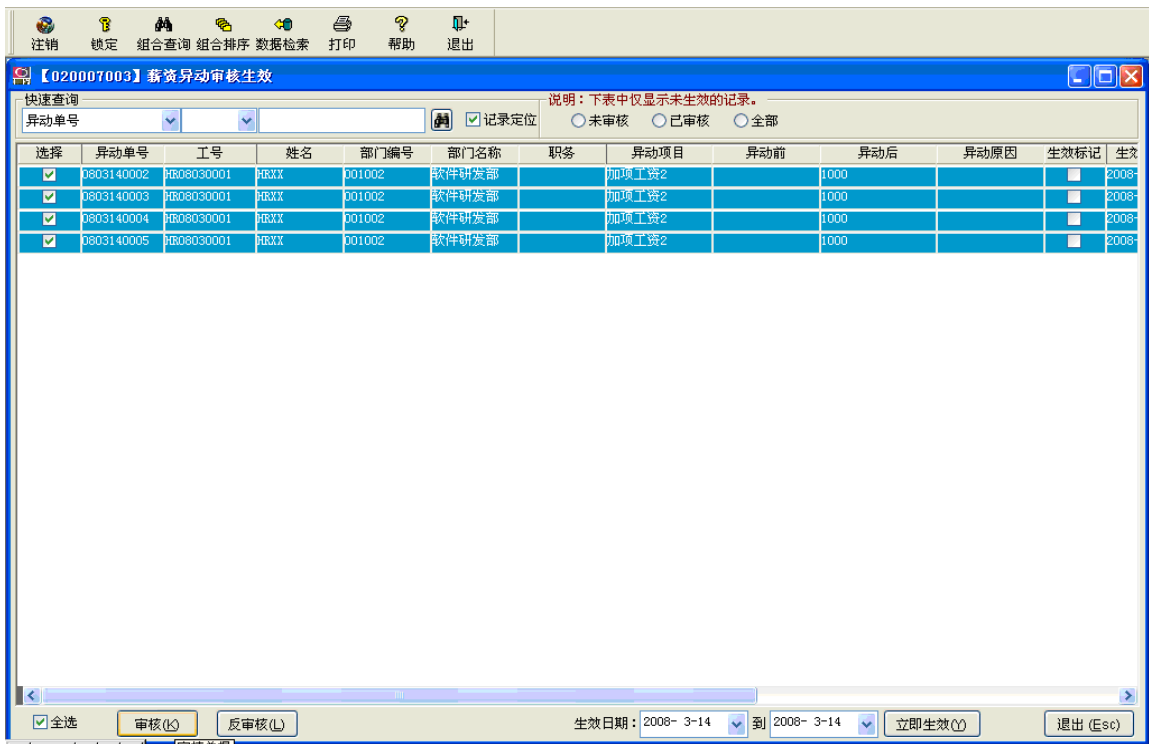 注销 锁定 组合查询 组合排序 数据检索 打印 帮助 退出
【020007003】薪资异动审核生效
快速查询 说明：下表中仅显示未生效的记录。
异动单号 记录定位 未审核 已审核 全部
选择 异动单号 工号 姓名 部门编号 部门名称 职务 异动项目 异动前 异动后 异动原因 生效标记 生效
0803140002 HR08030001 HRXX 001002 软件研发部 加项工资2 1000 2008-
0803140003 HR08030001 HRXX 001002 软件研发部 加项工资2 1000 2008-
0803140004 HR08030001 HRXX 001002 软件研发部 加项工资2 1000 2008-
0803140005 HR08030001 HRXX 001002 软件研发部 加项工资2 1000 2008-
全选 审核(K) 反审核(L) 生效日期：2008- 3-14 到 2008- 3-14 立即生效(Y) 退出 (Esc)